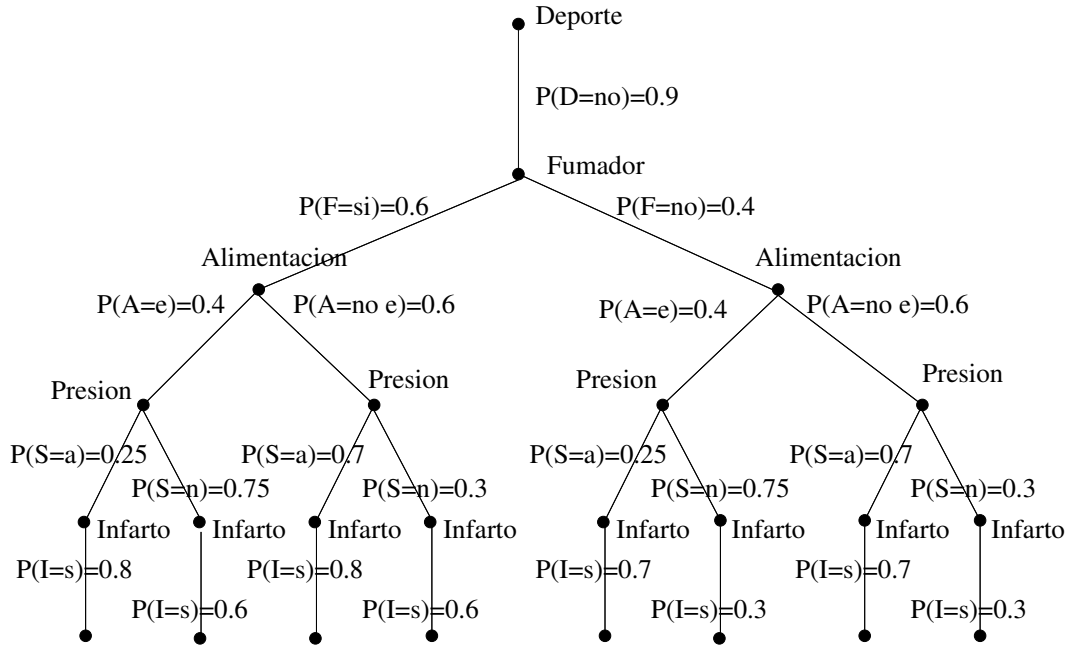 Deporte
P(D=no)=0.9
Fumador
P(F=si)=0.6
P(F=no)=0.4
Alimentacion
Alimentacion
P(A=e)=0.4
P(A=no e)=0.6
P(A=e)=0.4
P(A=no e)=0.6
Presion
Presion
Presion
Presion
P(S=a)=0.25
P(S=n)=0.75
P(S=a)=0.7
P(S=n)=0.3
P(S=a)=0.25
P(S=n)=0.75
P(S=a)=0.7
P(S=n)=0.3
Infarto
Infarto
Infarto
Infarto
Infarto
Infarto
Infarto
Infarto
P(I=s)=0.8
P(I=s)=0.6
P(I=s)=0.8
P(I=s)=0.6
P(I=s)=0.7
P(I=s)=0.3
P(I=s)=0.7
P(I=s)=0.3